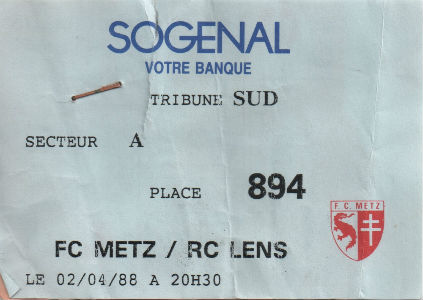 SOGENAL
VOTRE BANQUE
TRIBUNE SUD
SECTEUR A
PLACE 894
F.C. METZ
FC METZ / RC LENS
LE 02/04/88 A 20H30